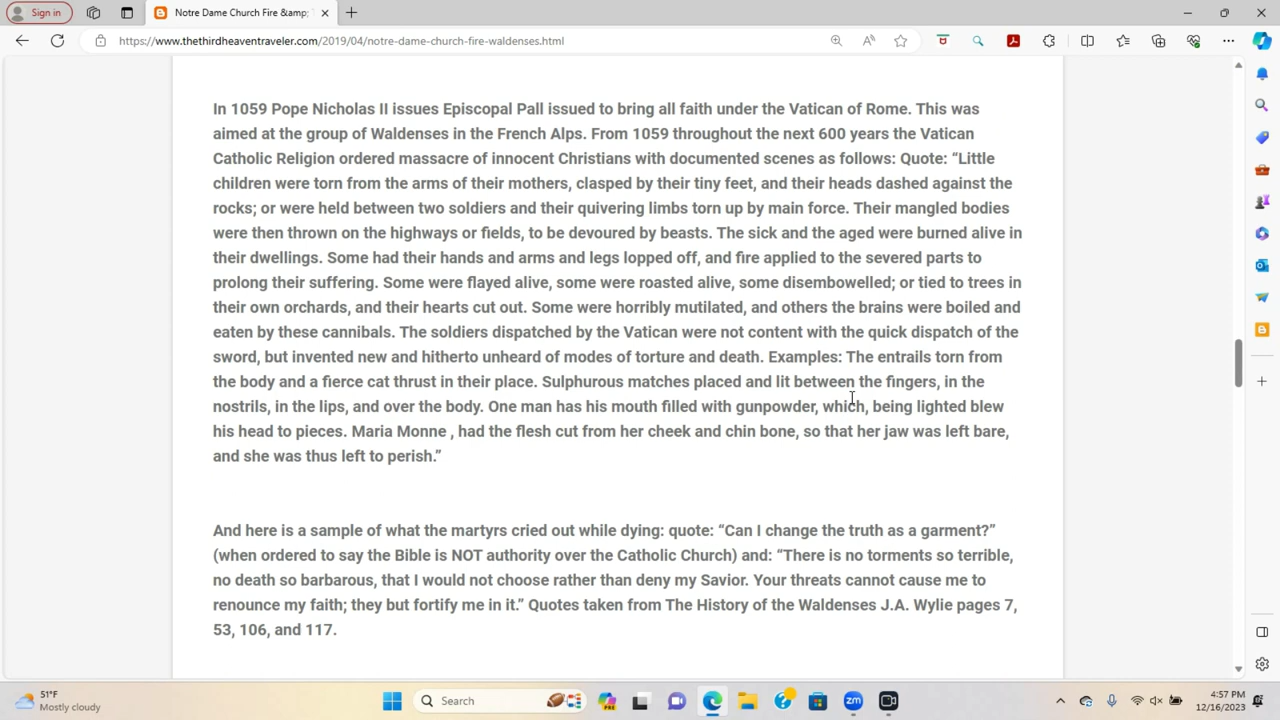 Sign in
Notre Dame Church Fire &amp; T
https://www.thethirdheaventraveler.com/2019/04/notre-dame-church-fire-waldenses.html
In 1059 Pope Nicholas II issues Episcopal Pall issued to bring all faith under the Vatican of Rome. This was
aimed at the group of Waldenses in the French Alps. From 1059 throughout the next 600 years the Vatican
Catholic Religion ordered massacre of innocent Christians with documented scenes as follows: Quote: “Little
children were torn from the arms of their mothers, clasped by their tiny feet, and their heads dashed against the
rocks; or were held between two soldiers and their quivering limbs torn up by main force. Their mangled bodies
were then thrown on the highways or fields, to be devoured by beasts. The sick and the aged were burned alive in
their dwellings. Some had their hands and arms and legs lopped off, and fire applied to the severed parts to
prolong their suffering. Some were flayed alive, some were roasted alive, some disembowelled; or tied to trees in
their own orchards, and their hearts cut out. Some were horribly mutilated, and others the brains were boiled and
eaten by these cannibals. The soldiers dispatched by the Vatican were not content with the quick dispatch of the
sword, but invented new and hitherto unheard of modes of torture and death. Examples: The entrails torn from
the body and a fierce cat thrust in their place. Sulphurous matches placed and lit between the fingers, in the
nostrils, in the lips, and over the body. One man has his mouth filled with gunpowder, which, being lighted blew
his head to pieces. Maria Monne , had the flesh cut from her cheek and chin bone, so that her jaw was left bare,
and she was thus left to perish.”
And here is a sample of what the martyrs cried out while dying: quote: “Can I change the truth as a garment?”
(when ordered to say the Bible is NOT authority over the Catholic Church) and: “There is no torments so terrible,
no death so barbarous, that I would not choose rather than deny my Savior. Your threats cannot cause me to
renounce my faith; they but fortify me in it.” Quotes taken from The History of the Waldenses J.A. Wylie pages 7,
53, 106, and 117.
51°F
Mostly cloudy
Search
4:57 PM
12/16/2023